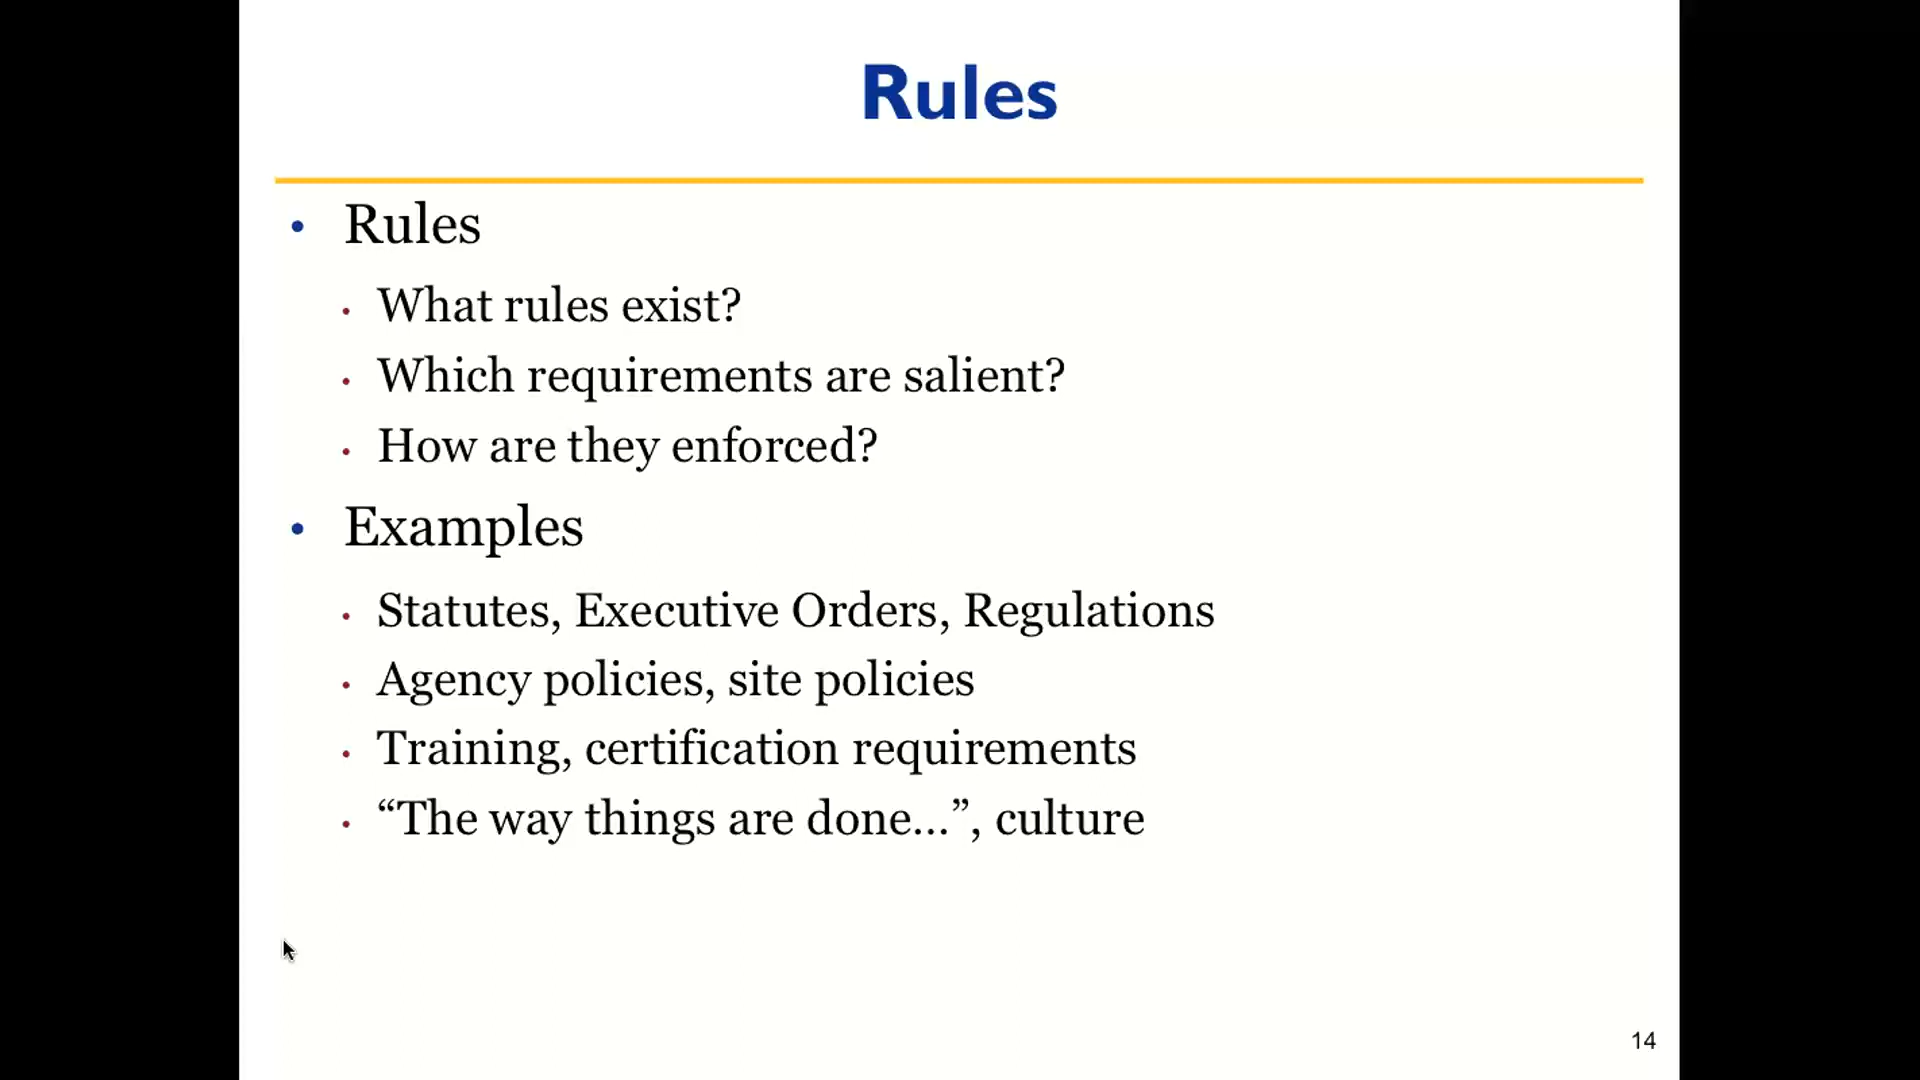 Rules
• Rules
• What rules exist?
• Which requirements are salient?
• How are they enforced?
• Examples
• Statutes, Executive Orders, Regulations
• Agency policies, site policies
• Training, certification requirements
• “The way things are done…”, culture
14